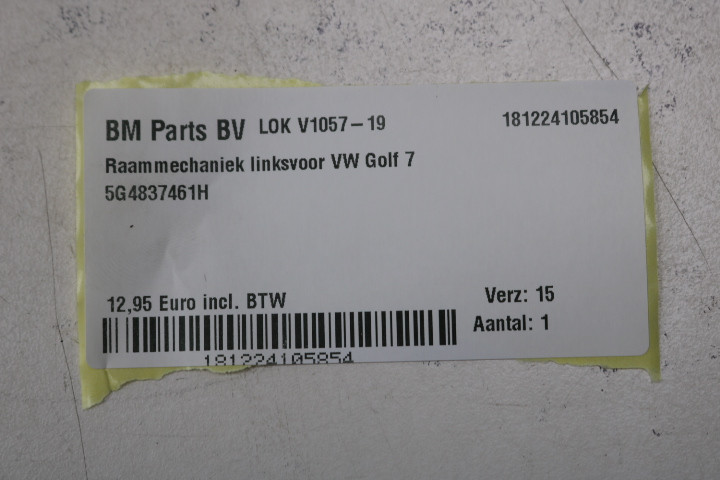 BM Parts BV LOK V1057-19 181224105854
Raammechaniek linksvoor VW Golf 7
5G4837461H
12,95 Euro incl. BTW Verz: 15
Aantal: 1
181224105854